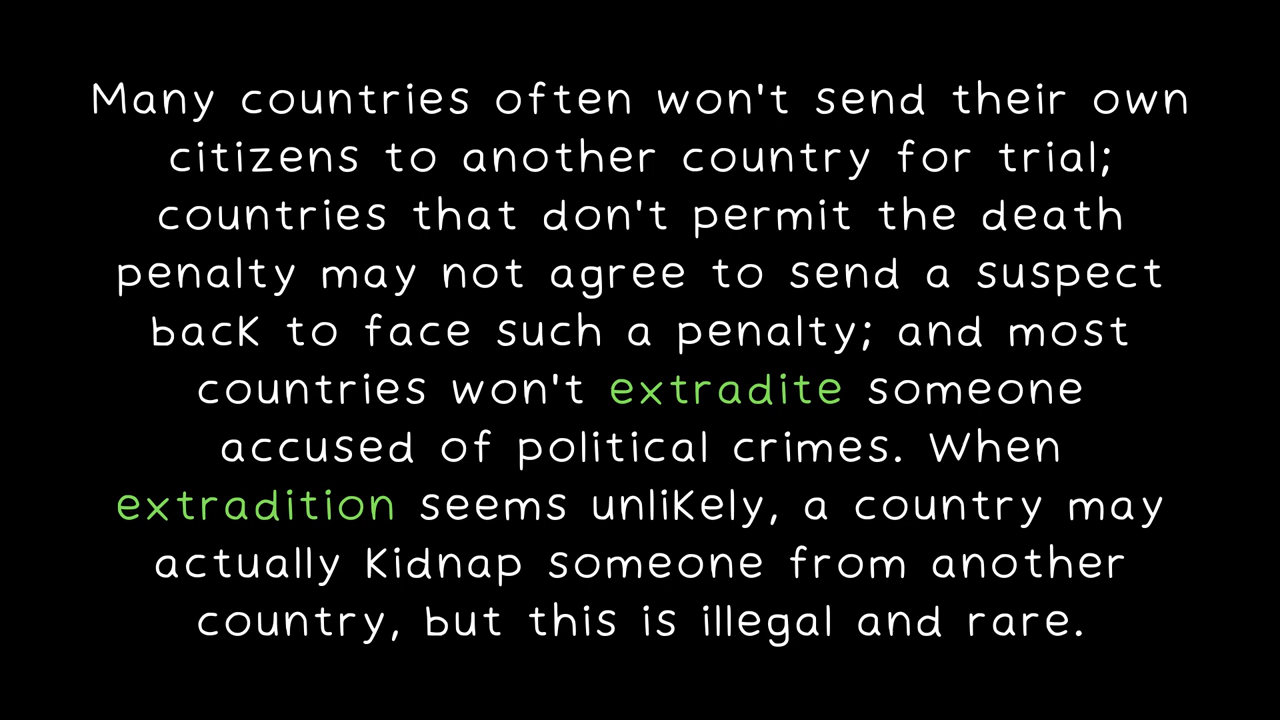 Many countries often won't send their own
citizens to another country for trial;
countries that don't permit the death
penalty may not agree to send a suspect
back to face such a penalty; and most
countries won't extradite someone
accused of political crimes. When
extradition seems unlikely, a country may
actually kidnap someone from another
country, but this is illegal and rare.